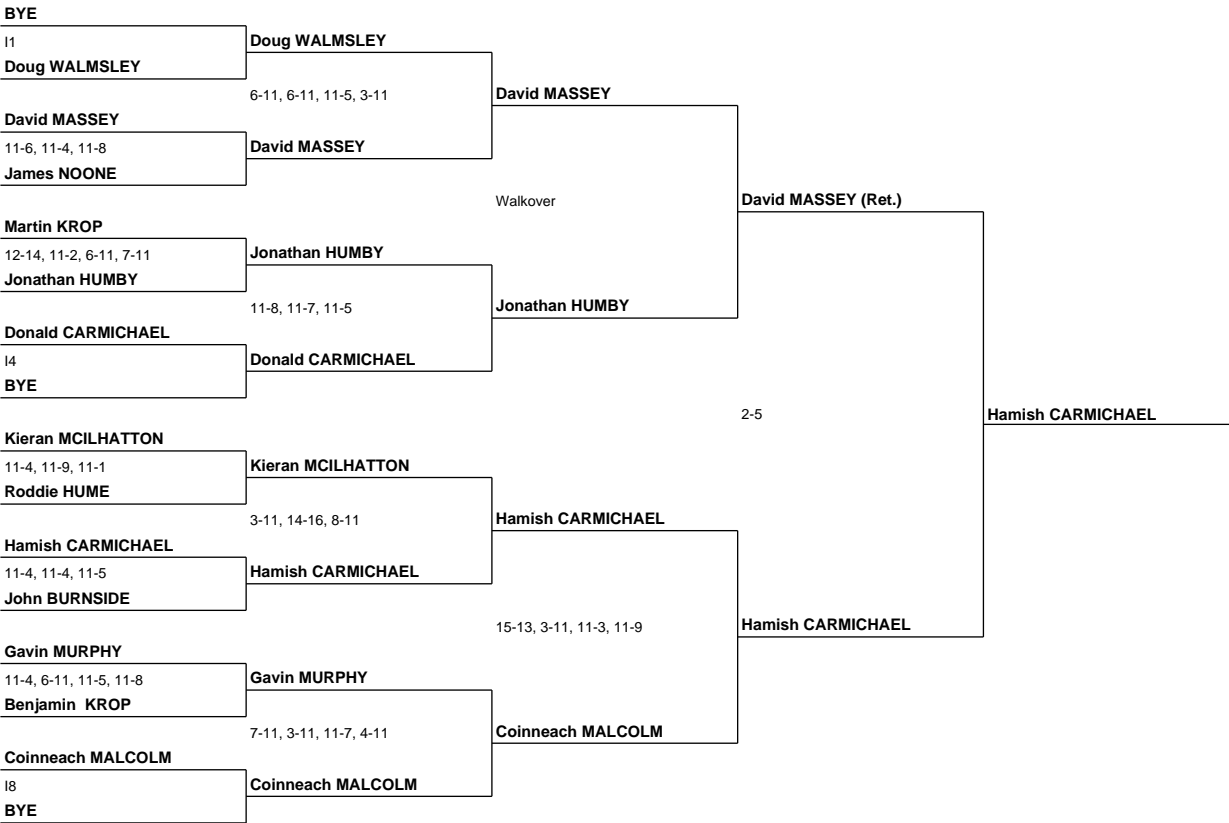 BYE
I1
Doug WALMSLEY
Doug WALMSLEY
6-11, 6-11, 11-5, 3-11
David MASSEY
David MASSEY
11-6, 11-4, 11-8
David MASSEY
James NOONE
Walkover
David MASSEY (Ret.)
Martin KROP
12-14, 11-2, 6-11, 7-11
Jonathan HUMBY
Jonathan HUMBY
11-8, 11-7, 11-5
Jonathan HUMBY
Donald CARMICHAEL
I4
Donald CARMICHAEL
BYE
2-5
Hamish CARMICHAEL
Kieran MCILHATTON
11-4, 11-9, 11-1
Kieran MCILHATTON
Roddie HUME
3-11, 14-16, 8-11
Hamish CARMICHAEL
Hamish CARMICHAEL
11-4, 11-4, 11-5
Hamish CARMICHAEL
John BURNSIDE
15-13, 3-11, 11-3, 11-9
Hamish CARMICHAEL
Gavin MURPHY
11-4, 6-11, 11-5, 11-8
Gavin MURPHY
Benjamin  KROP
7-11, 3-11, 11-7, 4-11
Coinneach MALCOLM
Coinneach MALCOLM
I8
Coinneach MALCOLM
BYE